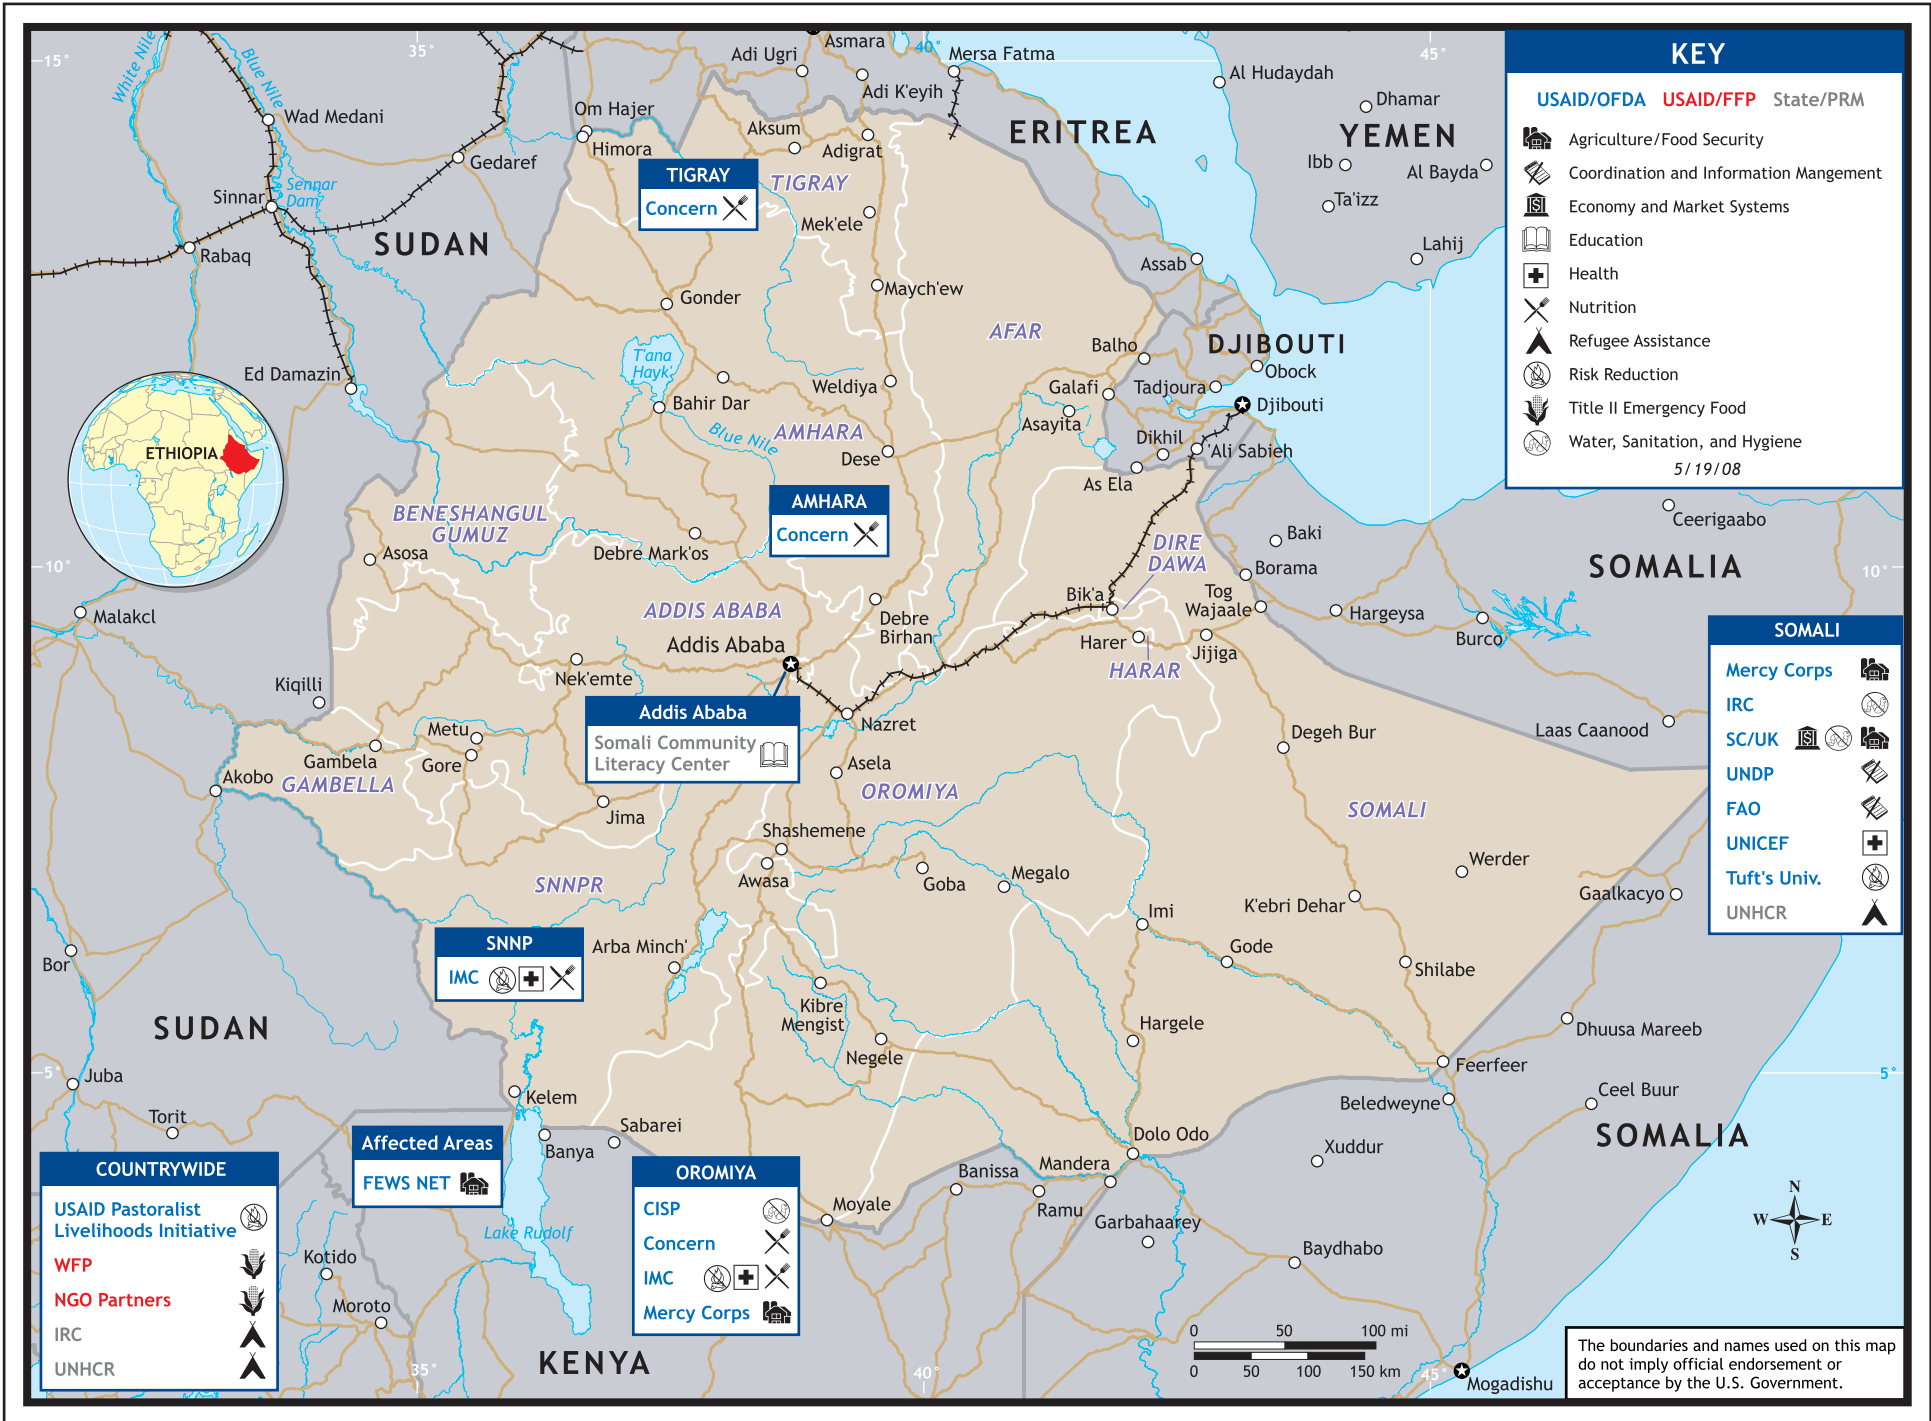 KEY
USAID/OFDA USAID/FFP State/PRM
Agriculture/Food Security
Coordination and Information Mangement
Economy and Market Systems
Education
Health
Nutrition
Refugee Assistance
Risk Reduction
Title II Emergency Food
Water, Sanitation, and Hygiene
5/19/08
15°
35°
40°
45°
White Nile
Blue Nile
Wad Medani
Gedaref
Sennar
Dam
Sinnar
Rabaq
SUDAN
Ed Damazin
Om Hajer
Himora
Asmara
Adi Ugri
Adi K'eyih
Mersa Fatma
Aksum
Adigrat
ERITREA
Al Hudaydah
Dhamar
YEMEN
Ibb
Al Bayda
Ta'izz
Lahij
TIGRAY
Concern
TIGRAY
Mek'ele
Maych'ew
Gonder
AFAR
Assab
T'ana
Hayk
Bahir Dar
Blue Nile
Weldiya
AMHARA
Dese
Balho
Galafi
Asayita
DJIBOUTI
Tadjoura
Obock
Djibouti
Dikhil
'Ali Sabieh
As Ela
ETHIOPIA
AMHARA
Concern
BENESHANGUL
GUMUZ
Asosa
Debre Mark'os
10°
Malakcl
DIRE
DAWA
Baki
Borama
Tog
Wajaale
Bik'a
Harer
HARAR
Jijiga
Hargeysa
Burco
Ceerigaabo
SOMALIA
10°
ADDIS ABABA
Addis Ababa
Debre
Birhan
Nek'emte
Kiqilli
Addis Ababa
Somali Community
Literacy Center
Nazret
Asela
OROMIYA
Metu
Gore
Gambela
GAMBELLA
Akobo
Jima
Degeh Bur
Laas Caanood
SOMALI
Mercy Corps
IRC
SC/UK
UNDP
FAO
UNICEF
Tuft's Univ.
UNHCR
SOMALI
Shashemene
Awasa
Goba
Megalo
Werder
Gaalkacyo
SNNPR
Imi
K'ebri Dehar
Gode
Shilabe
SNNP
IMC
Arba Minch'
Bor
SUDAN
Kibre
Mengist
Negele
Hargele
Dhuusa Mareeb
Feerfeer
5°
5°
Juba
Torit
Kelem
Banya
Sabarei
Beledweyne
Ceel Buur
SOMALIA
Dolo Odo
Xuddur
Mandera
Banissa
Ramu
Moyale
Garbahaarey
Baydhabo
Affected Areas
FEWS NET
COUNTRYWIDE
USAID Pastoralist
Livelihoods Initiative
WFP
NGO Partners
IRC
UNHCR
OROMIYA
CISP
Concern
IMC
Mercy Corps
Lake Rudolf
Kotido
Moroto
KENYA
35°
40°
45°
Mogadishu
N
W E
S
0 50 100 mi
0 50 100 150 km
The boundaries and names used on this map
do not imply official endorsement or
acceptance by the U.S. Government.